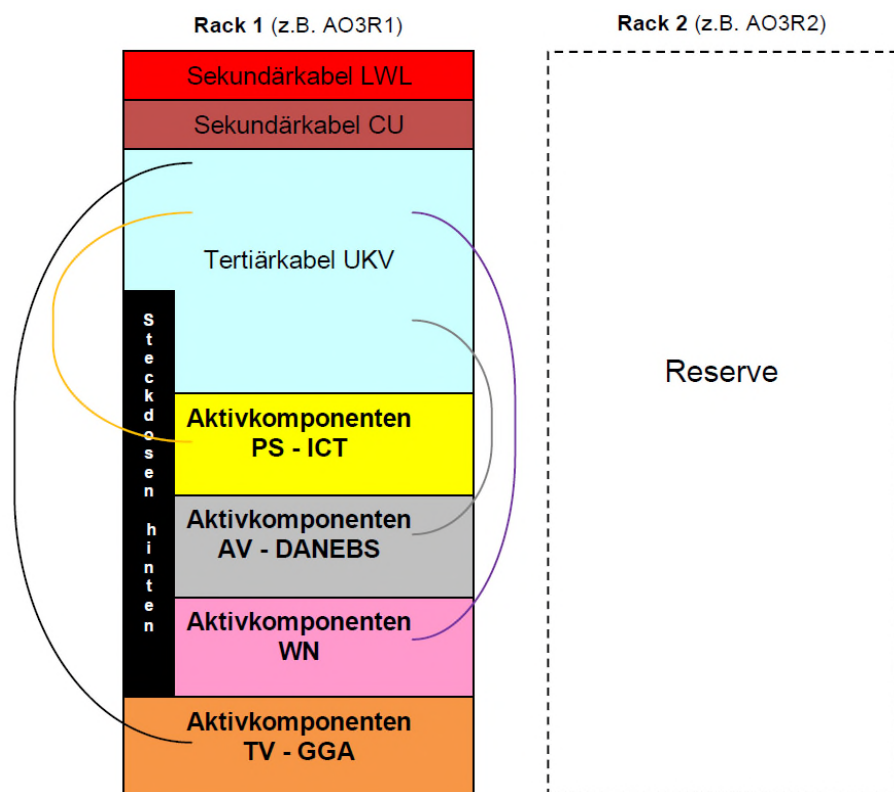 Rack 1 (z.B. AO3R1)
Rack 2 (z.B. AO3R2)
Sekundärkabel LWL
Sekundärkabel CU
Tertiärkabel UKV
Steckdosen hinten
Aktivkomponenten
PS - ICT
Aktivkomponenten
AV - DANEBS
Aktivkomponenten
WN
Aktivkomponenten
TV - GGA
Reserve